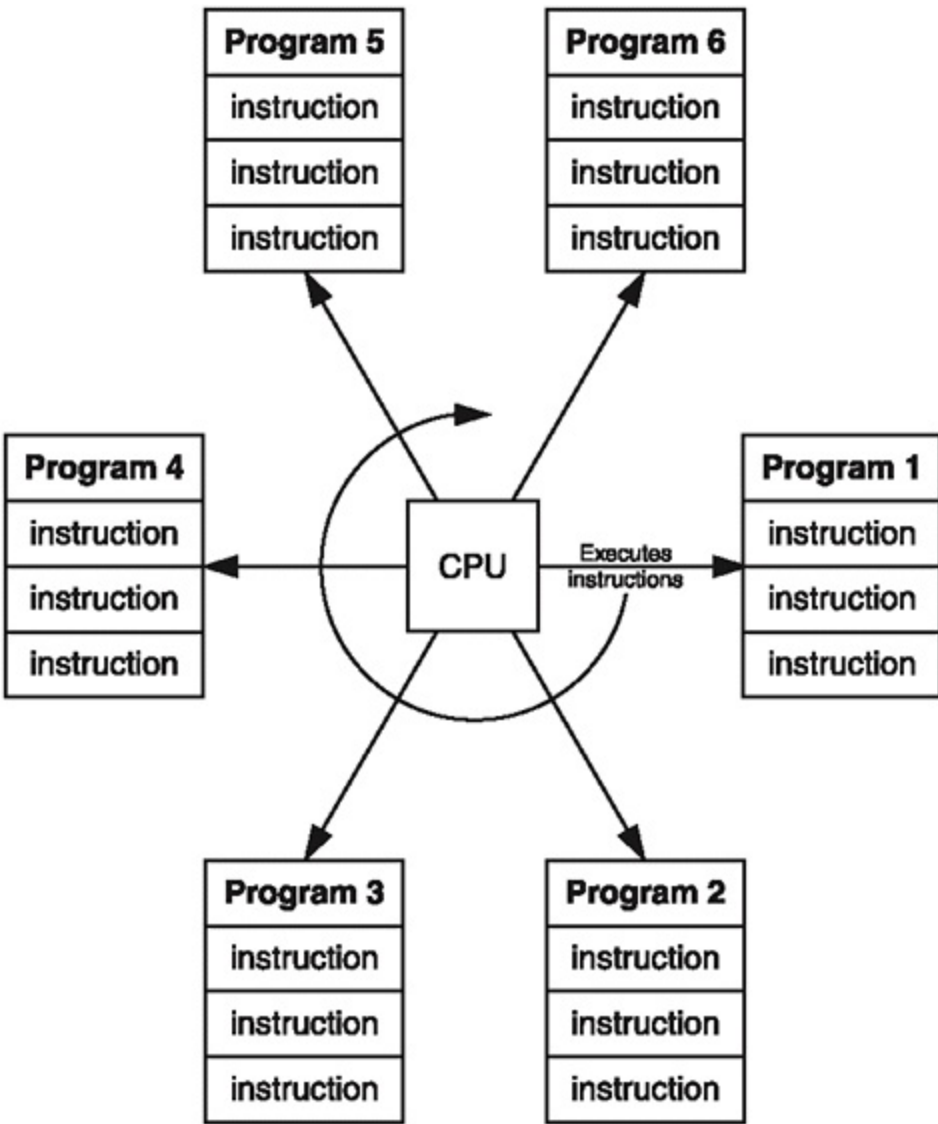 Program 5
instruction
instruction
instruction
Program 6
instruction
instruction
instruction
Program 4
instruction
instruction
instruction
CPU
Executes
instructions
Program 1
instruction
instruction
instruction
Program 3
instruction
instruction
instruction
Program 2
instruction
instruction
instruction